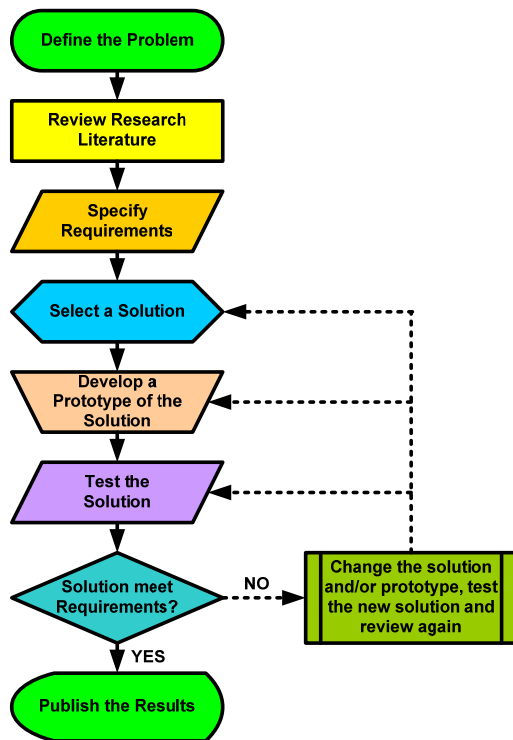 Define the Problem
Review Research
Literature
Specify
Requirements
Select a Solution
Develop a
Prototype of the
Solution
Test the
Solution
Solution meet
Requirements?
NO
Change the solution
and/or prototype, test
the new solution and
review again
YES
Publish the Results